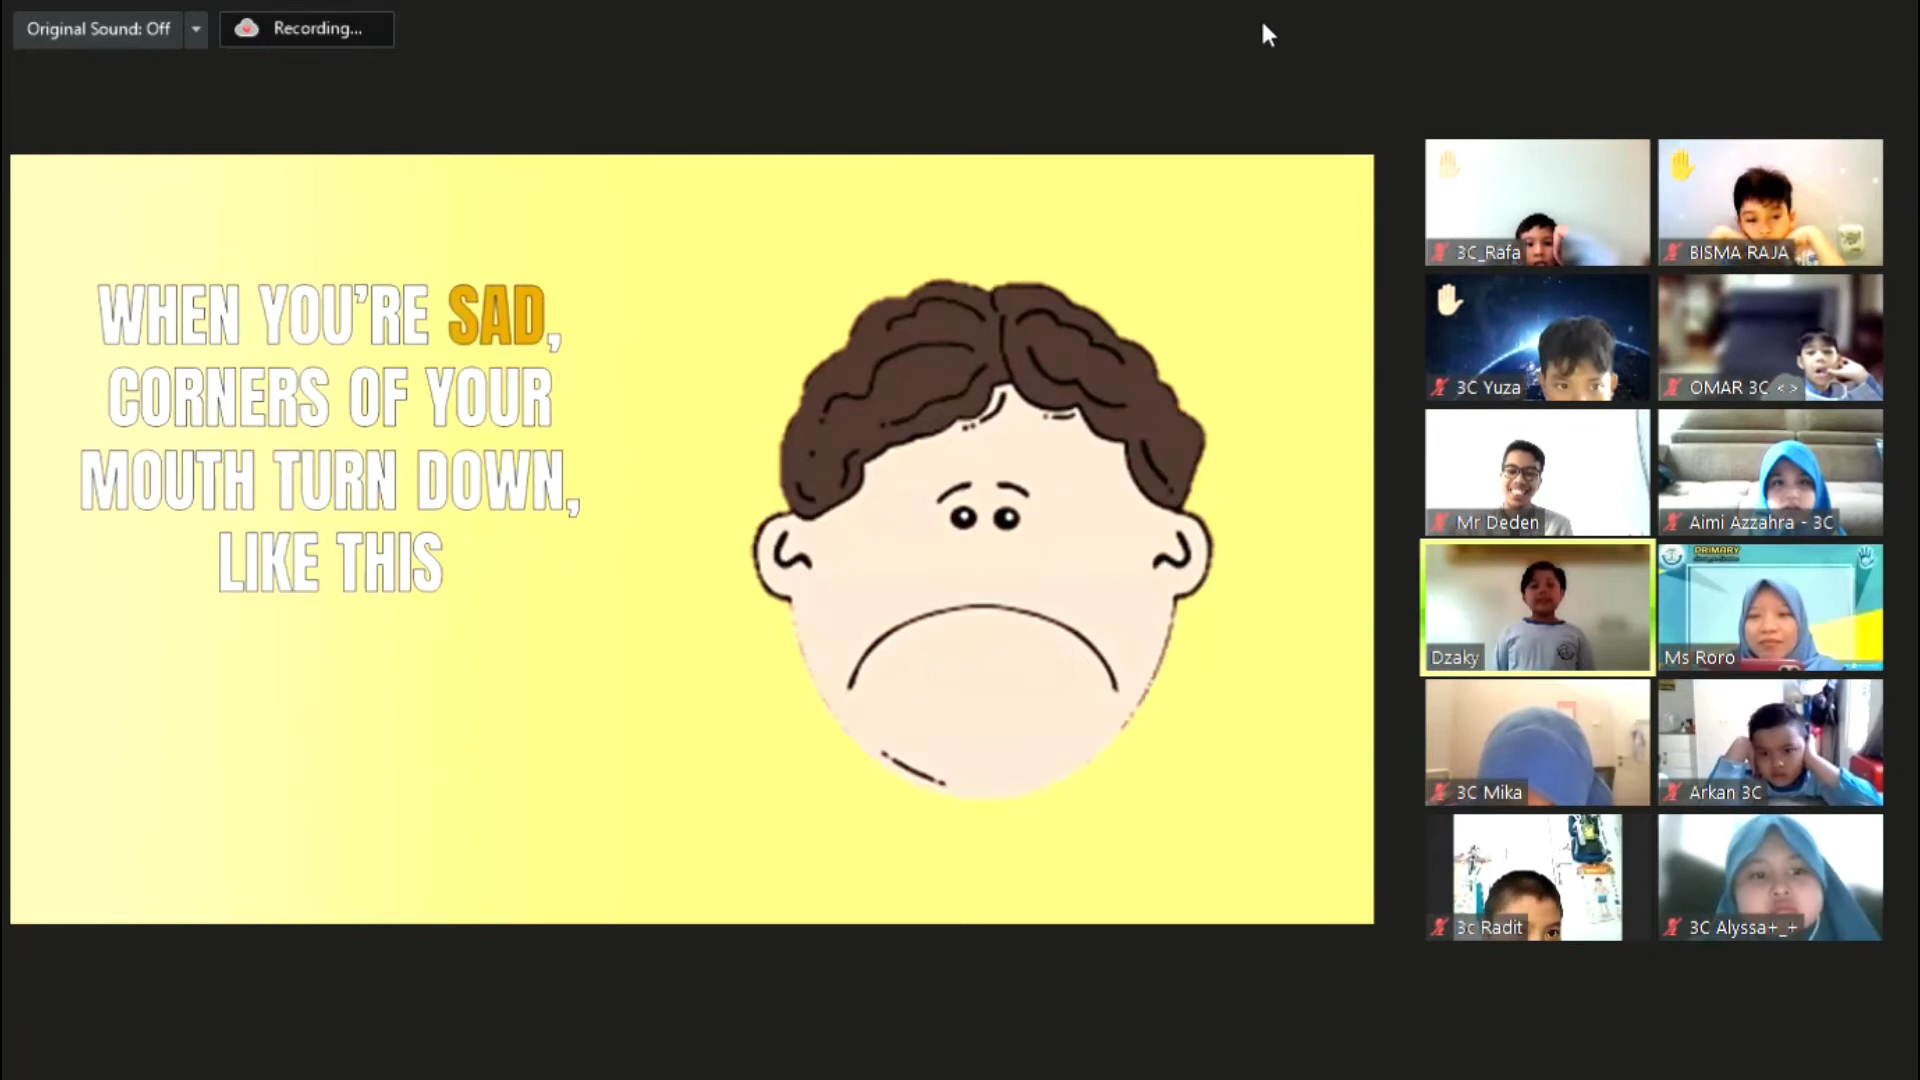 Original Sound: Off
Recording...
WHEN YOU'RE SAD,
CORNERS OF YOUR
MOUTH TURN DOWN,
LIKE THIS
3C_Rafa
BISMA RAJA
3C Yuza
OMAR 3C <>
Mr Deden
Aimi Azzahra - 3C
Dzaky
PRIMARY
Ms Roro
3C Mika
Arkan 3C
3c Radit
3C Alyssa+_+